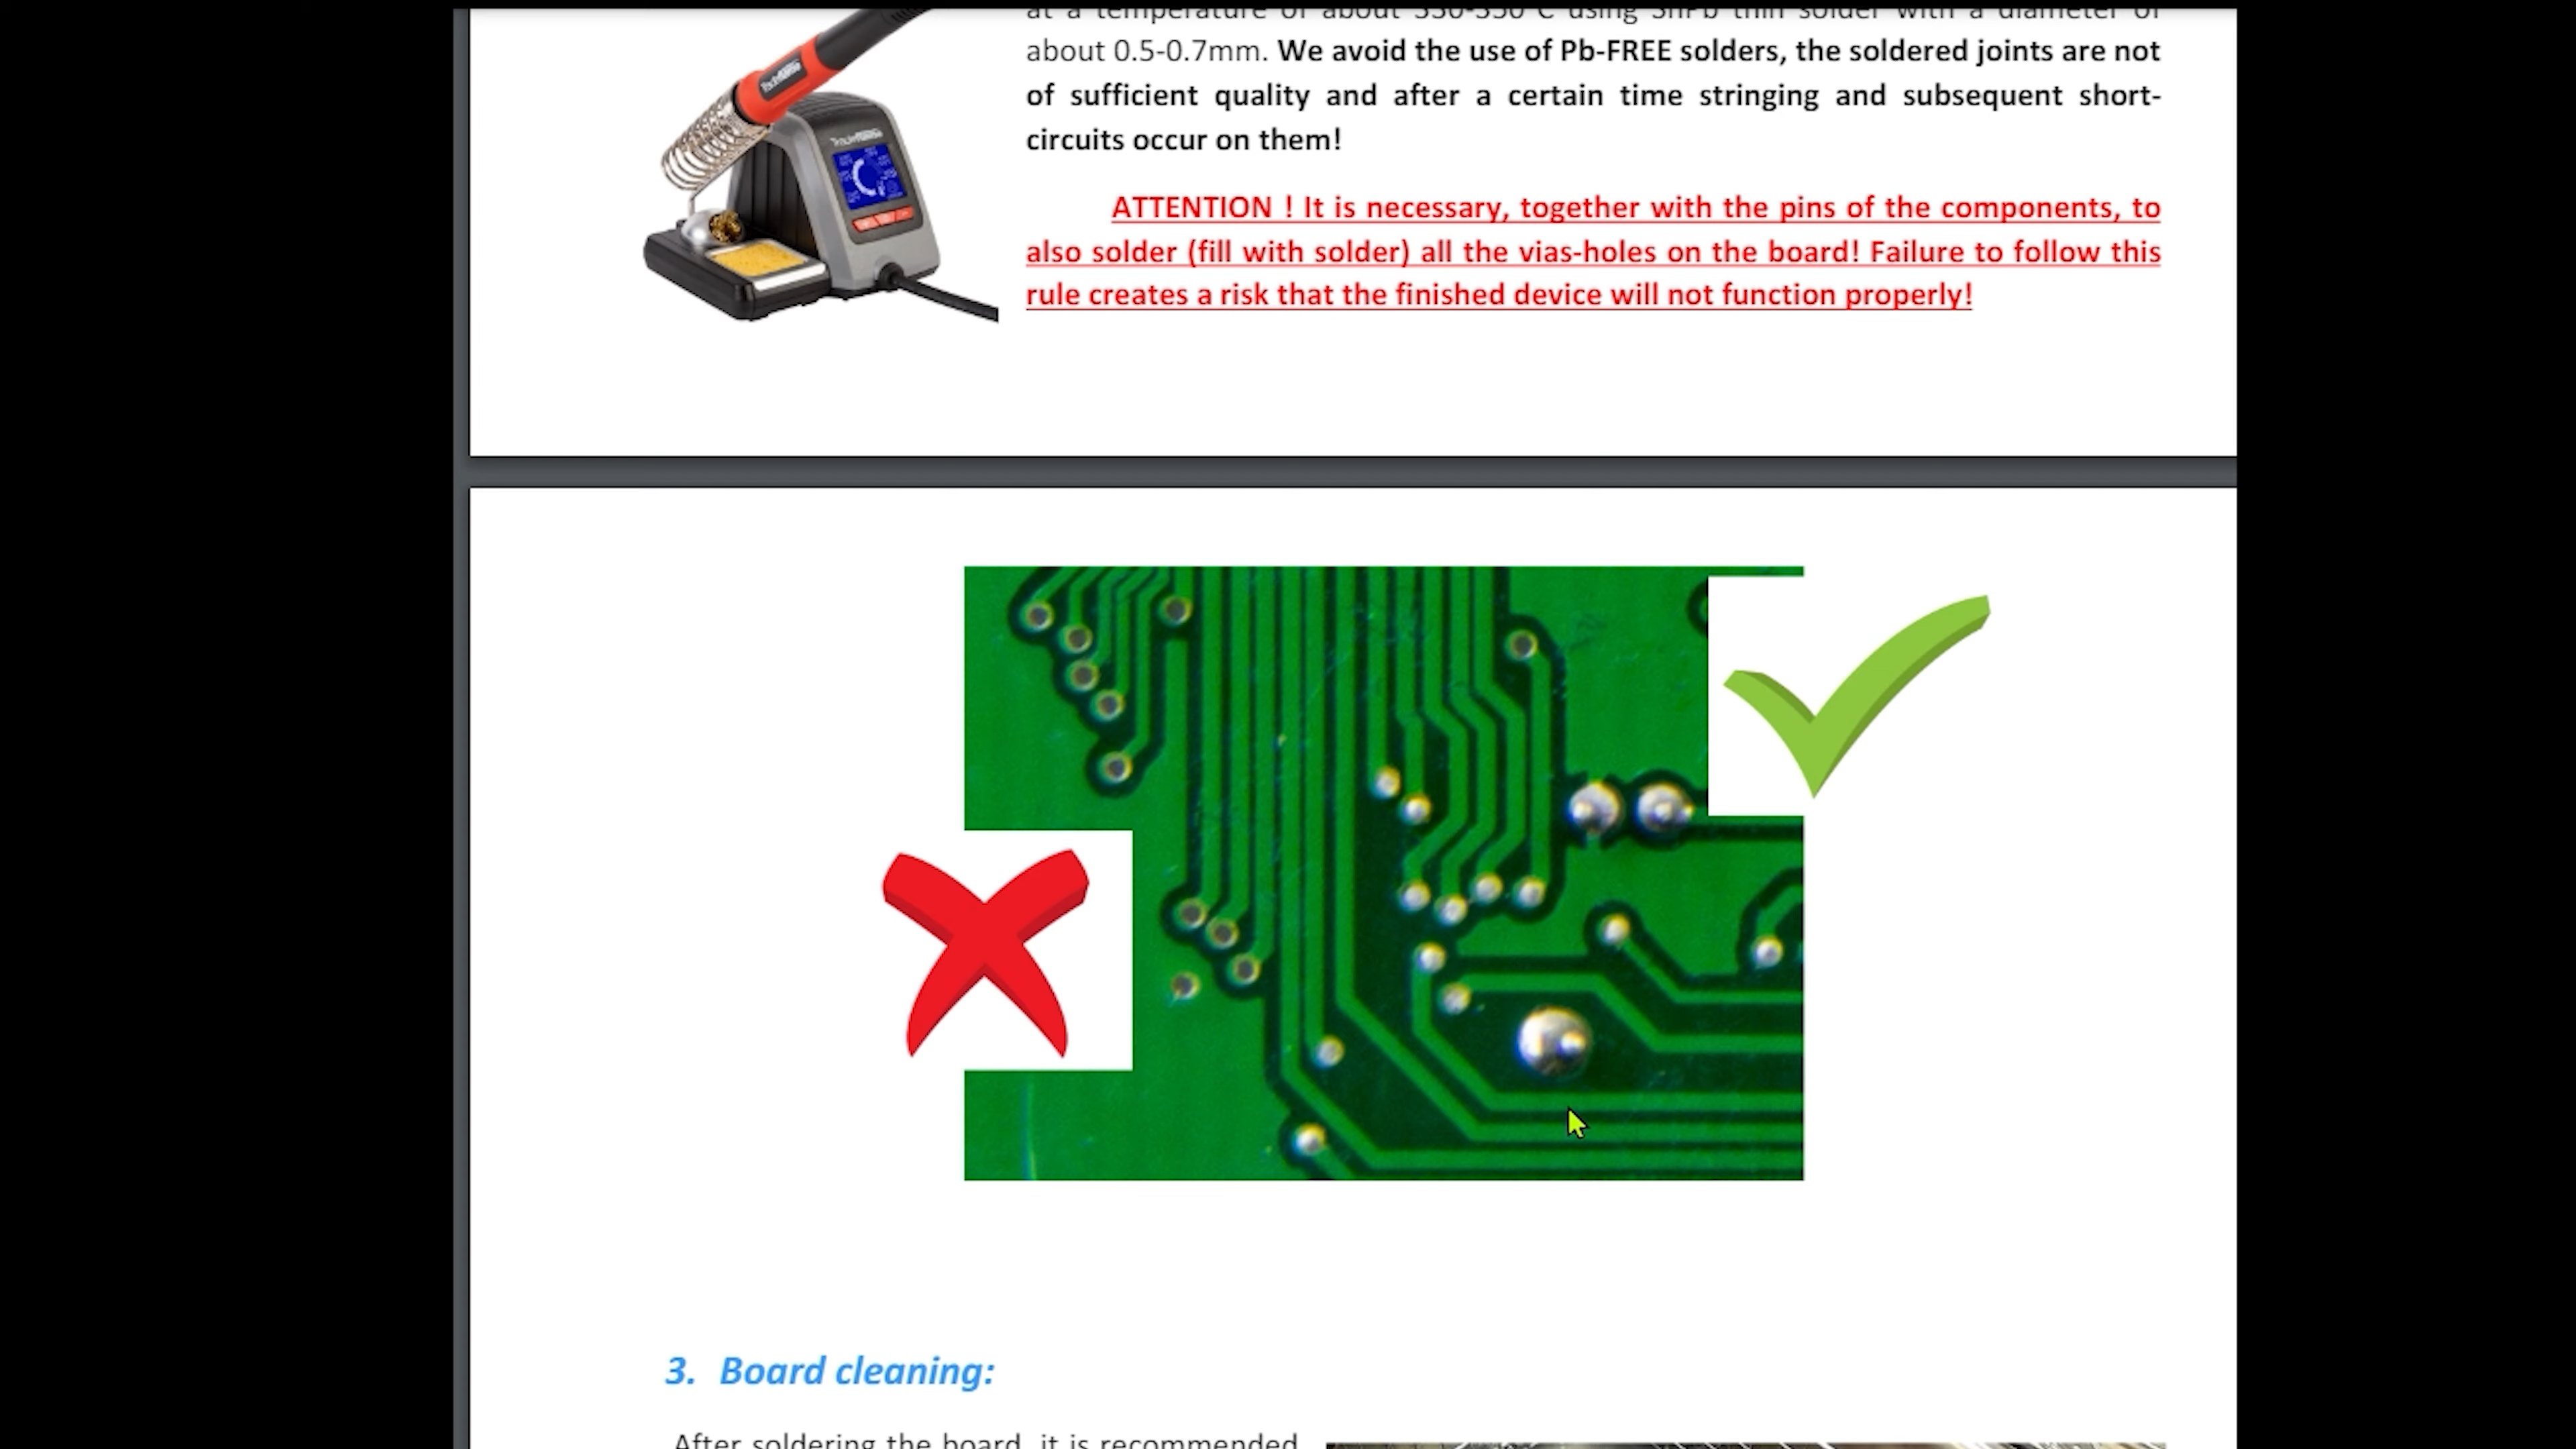 at a temperature of about 330-350°C using SnPb thin solder with a diameter of
about 0.5-0.7mm. We avoid the use of Pb-FREE solders, the soldered joints are not
of sufficient quality and after a certain time stringing and subsequent short-
circuits occur on them!
ATTENTION ! It is necessary, together with the pins of the components, to
also solder (fill with solder) all the vias-holes on the board! Failure to follow this
rule creates a risk that the finished device will not function properly!
3. Board cleaning:
After soldering the board, it is recommended